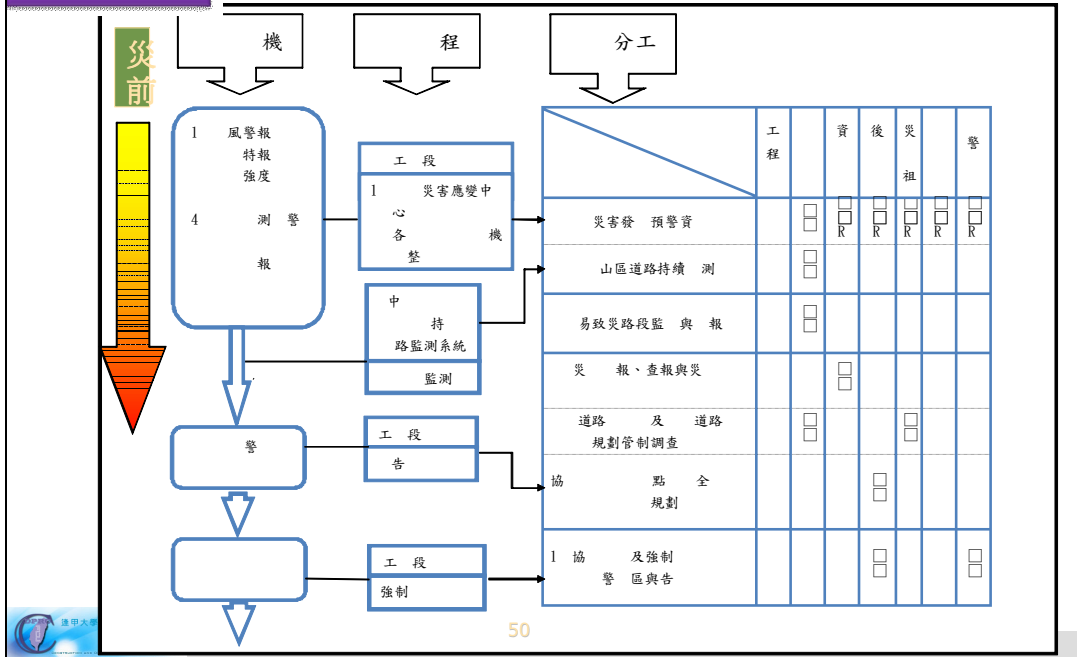 災前
機
程
分工
1 風警報
特報
強度
4 測 警
報
工 段
1 災害應變中
心
各 機
整
中
持
路監測系統
監測
警
工 段
告
工 段
強制
工程
資
後
災
祖
警
災害發 預警資
□
□
□
□
R
□
□
R
□
□
R
□
□
R
□
□
R
山區道路持續 測
□
□
易致災路段監 與 報
□
□
災 報、查報與災
□
□
道路 及 道路
規劃管制調查
□
□
□
□
協 點 全
規劃
□
□
1 協 及強制
警 區與告
□
□
□
□
逢甲大學
50